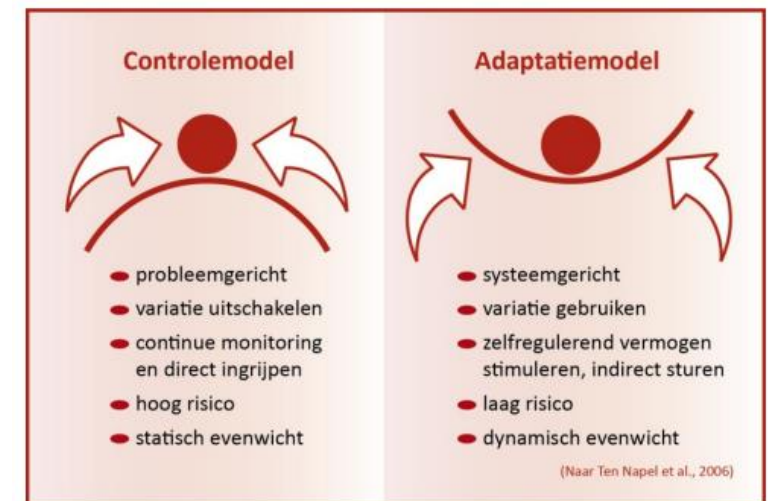 Controlemodel
probleemgericht
variatie uitschakelen
continue monitoring
en direct ingrijpen
hoog risico
statisch evenwicht
Adaptatiemodel
systeemgericht
variatie gebruiken
zelfregulerend vermogen
stimuleren, indirect sturen
laag risico
dynamisch evenwicht
(Naar Ten Napel et al., 2006)